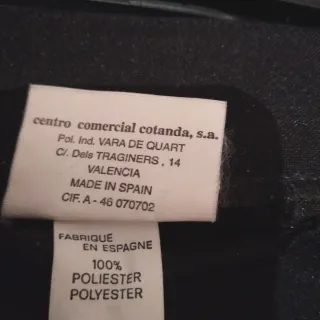 centro comercial cotanda, s.a.
Pol. Ind. VARA DE QUART
C/. Dels TRAGINERS , 14
VALENCIA
MADE IN SPAIN
CIF. A - 46 070702
FABRIQUE
EN ESPAGNE
100%
POLIESTER
POLYESTER